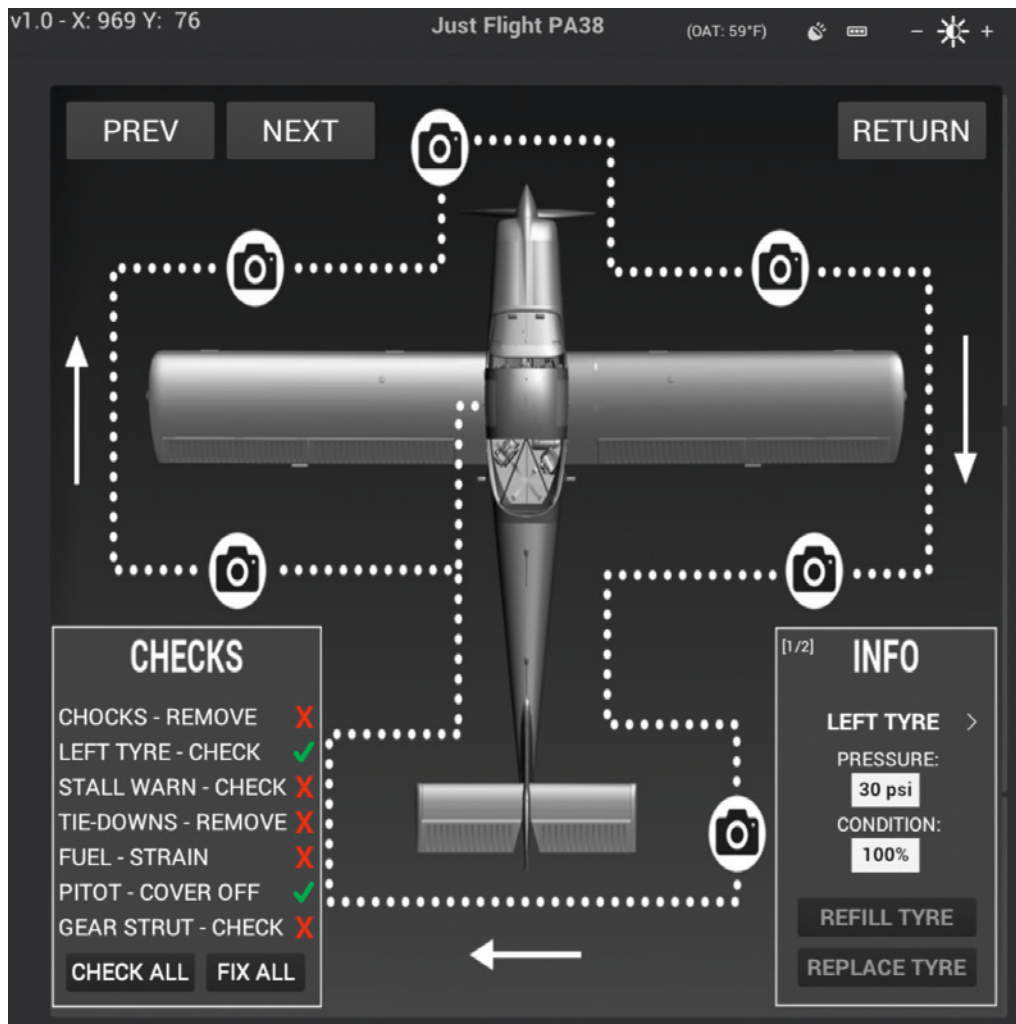 v1.0 - X: 969 Y: 76
Just Flight PA38
(OAT: 59°F)
- +
PREV
NEXT
RETURN
CHECKS
CHOCKS - REMOVE X
LEFT TYRE - CHECK ✓
STALL WARN - CHECK X
TIE-DOWNS - REMOVE X
FUEL - STRAIN X
PITOT - COVER OFF ✓
GEAR STRUT - CHECK X
CHECK ALL
FIX ALL
[1/2]
INFO
LEFT TYRE >
PRESSURE:
30 psi
CONDITION:
100%
REFILL TYRE
REPLACE TYRE